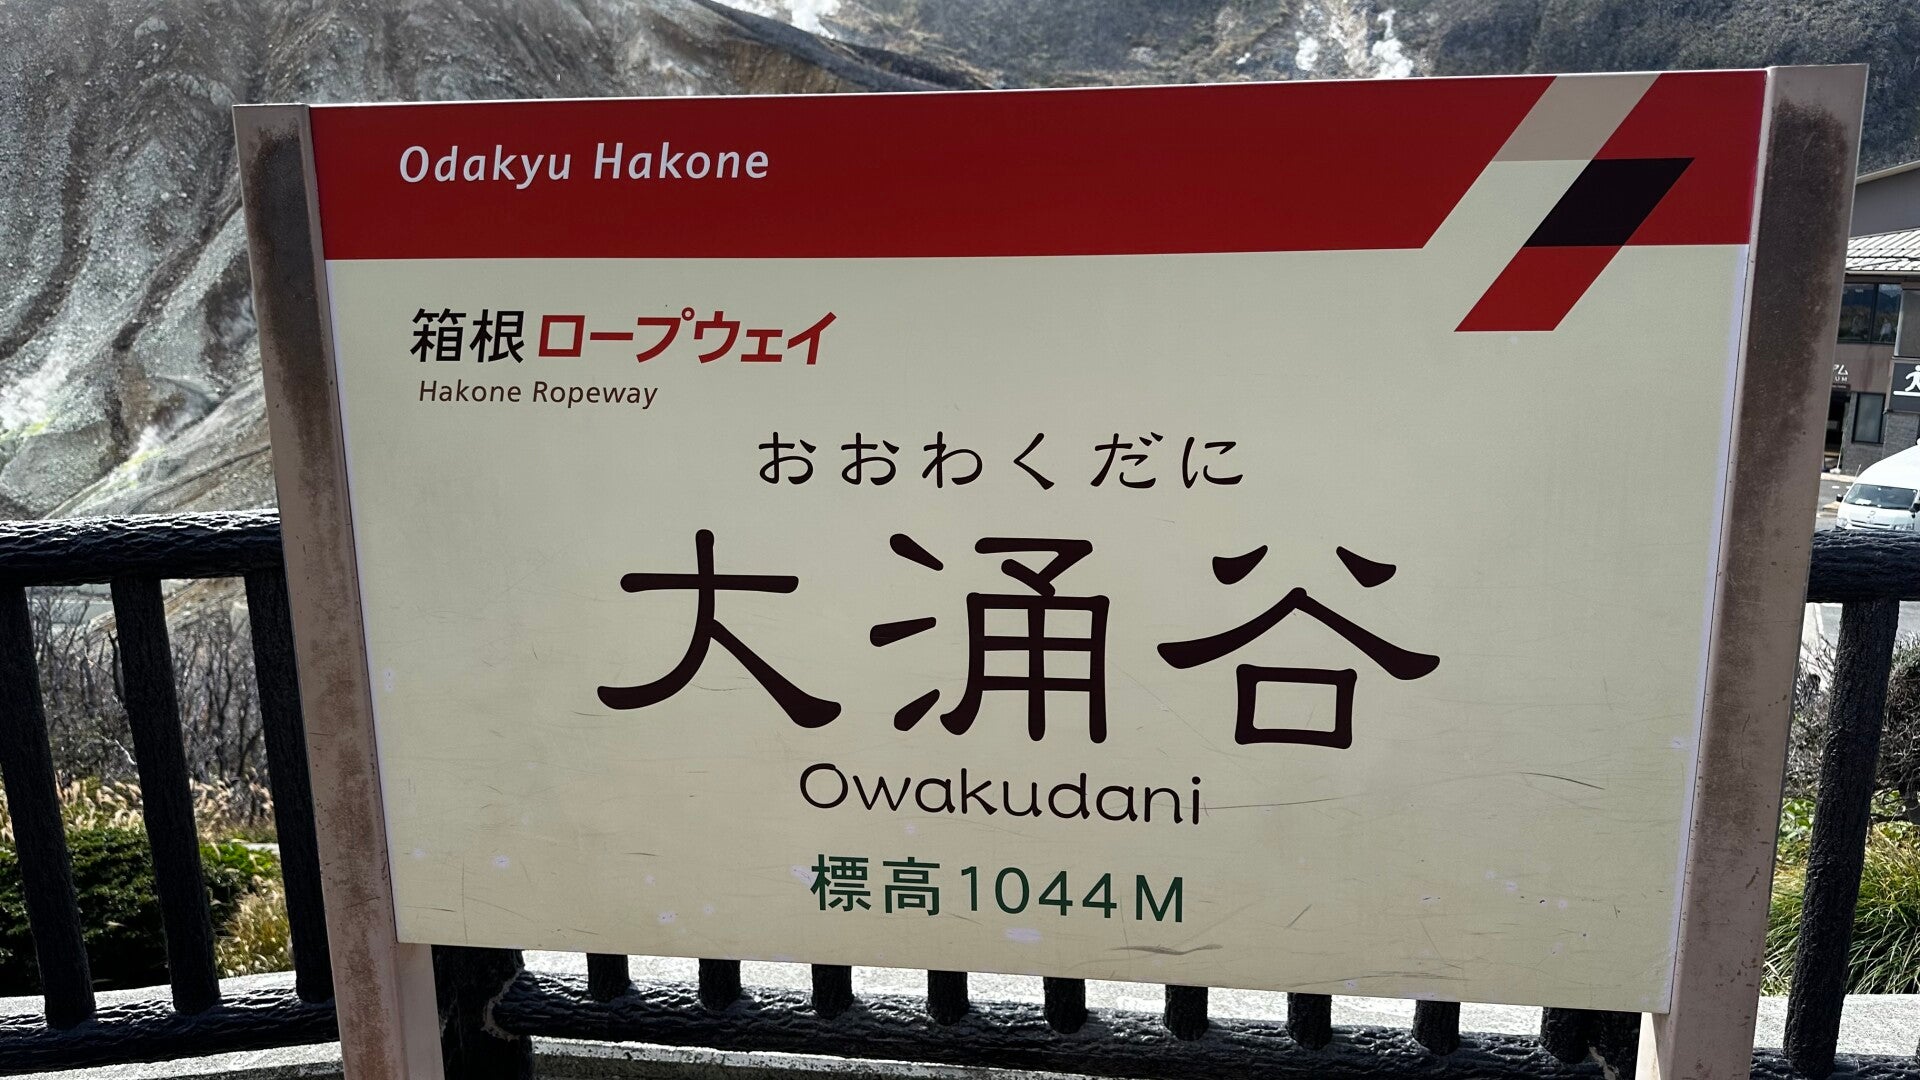 Odakyu Hakone
箱根ロープウェイ
Hakone Ropeway
おおわくだに
大涌谷
Owakudani
標高1044M